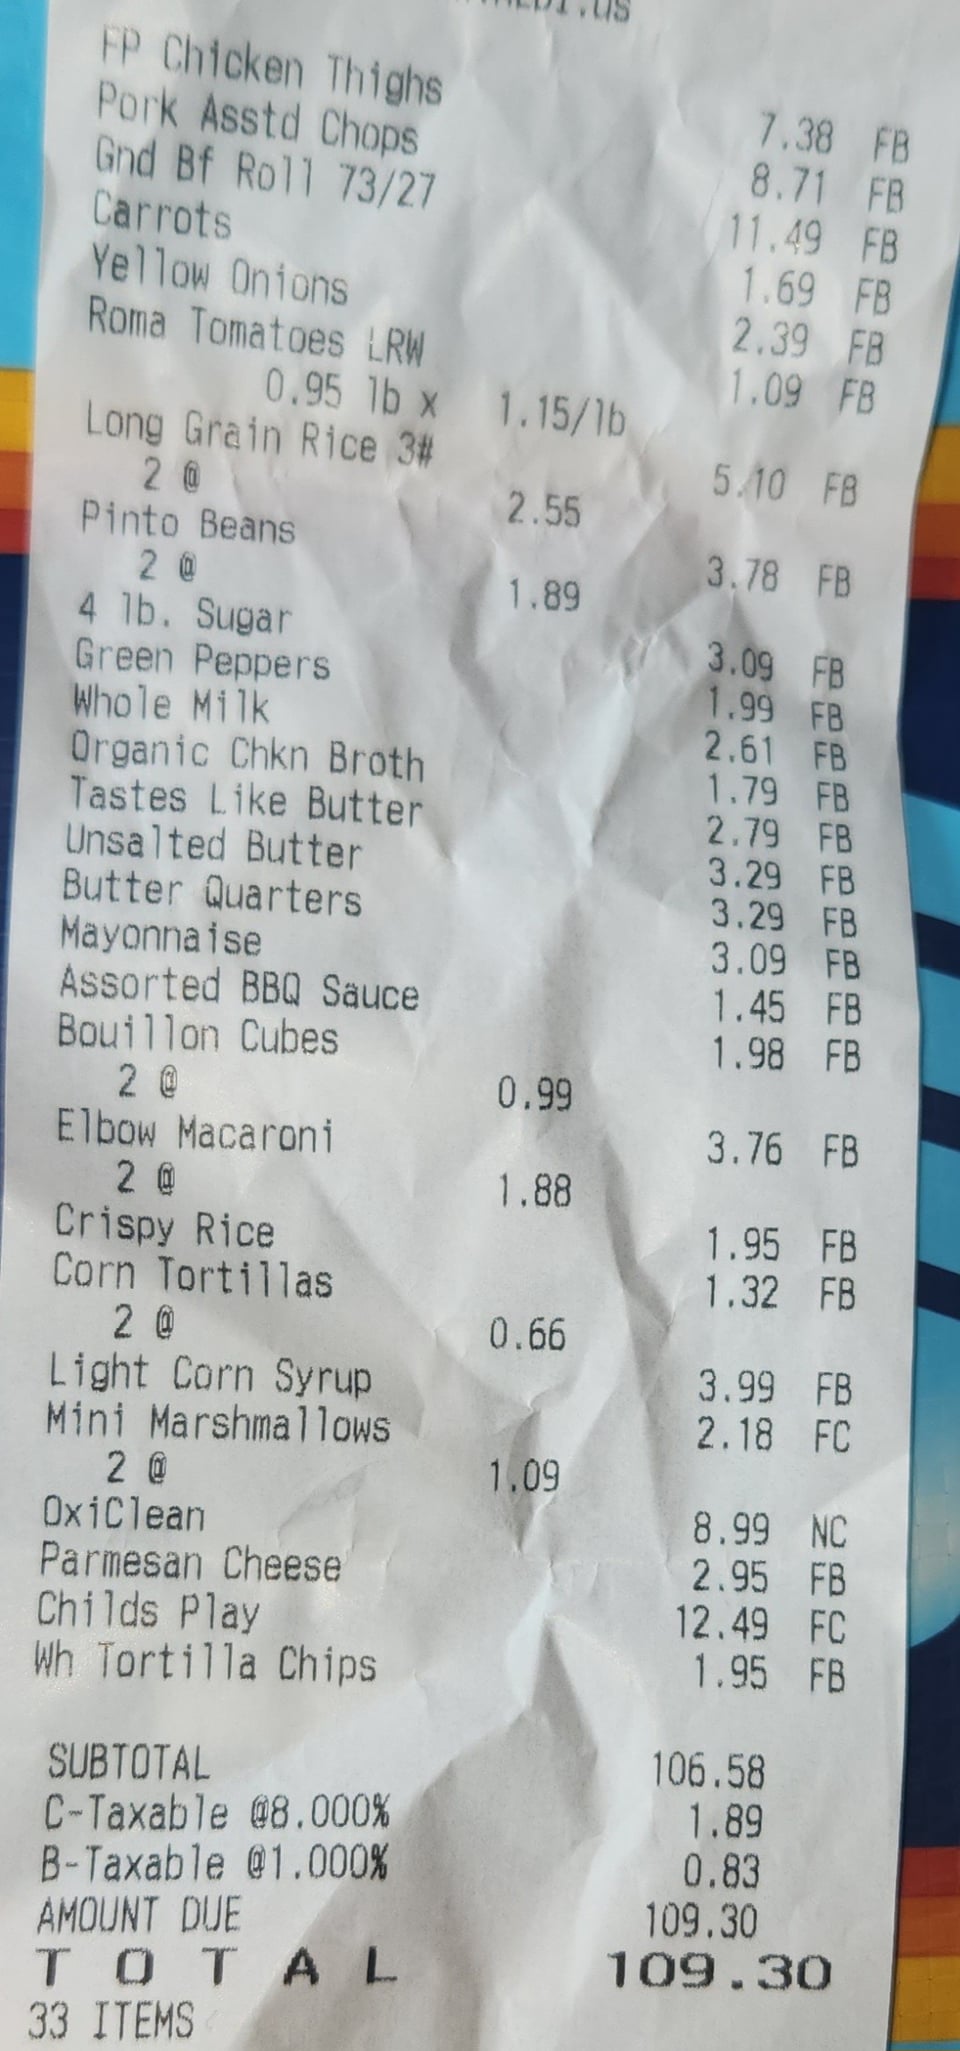 FP Chicken Thighs 7.38 FB
Pork Asstd Chops 8.71 FB
Gnd Bf Roll 73/27 11.49 FB
Carrots 1.69 FB
Yellow Onions 2.39 FB
Roma Tomatoes LRW 1.09 FB
0.95 lb x 1.15/lb
Long Grain Rice 3# 5.10 FB
2 @ 2.55
Pinto Beans 3.78 FB
2 @ 1.89
4 lb. Sugar 3.09 FB
Green Peppers 1.99 FB
Whole Milk 2.61 FB
Organic Chkn Broth 1.79 FB
Tastes Like Butter 2.79 FB
Unsalted Butter 3.29 FB
Butter Quarters 3.29 FB
Mayonnaise 3.09 FB
Assorted BBQ Sauce 1.45 FB
Bouillon Cubes 1.98 FB
2 @ 0.99
Elbow Macaroni 3.76 FB
2 @ 1.88
Crispy Rice 1.95 FB
Corn Tortillas 1.32 FB
2 @ 0.66
Light Corn Syrup 3.99 FB
Mini Marshmallows 2.18 FC
2 @ 1.09
OxiClean 8.99 NC
Parmesan Cheese 2.95 FB
Childs Play 12.49 FC
Wh Tortilla Chips 1.95 FB
SUBTOTAL 106.58
C-Taxable @8.000% 1.89
B-Taxable @1.000% 0.83
AMOUNT DUE 109.30
T O T A L 109.30
33 ITEMS